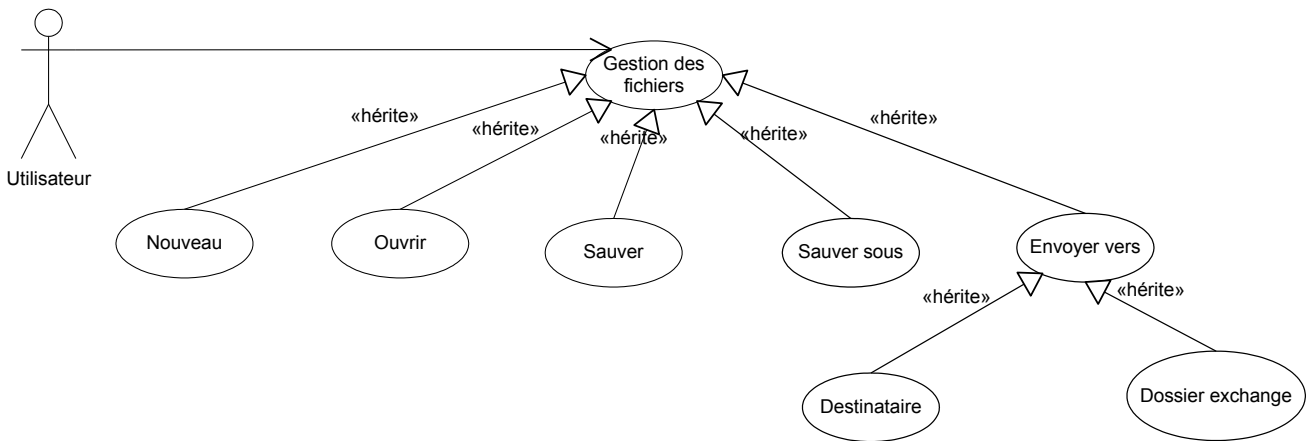 Gestion des
fichiers
«hérite»
«hérite»
«hérite»
«hérite»
«hérite»
Utilisateur
Nouveau
Ouvrir
Sauver
Sauver sous
Envoyer vers
«hérite»
«hérite»
Destinataire
Dossier exchange